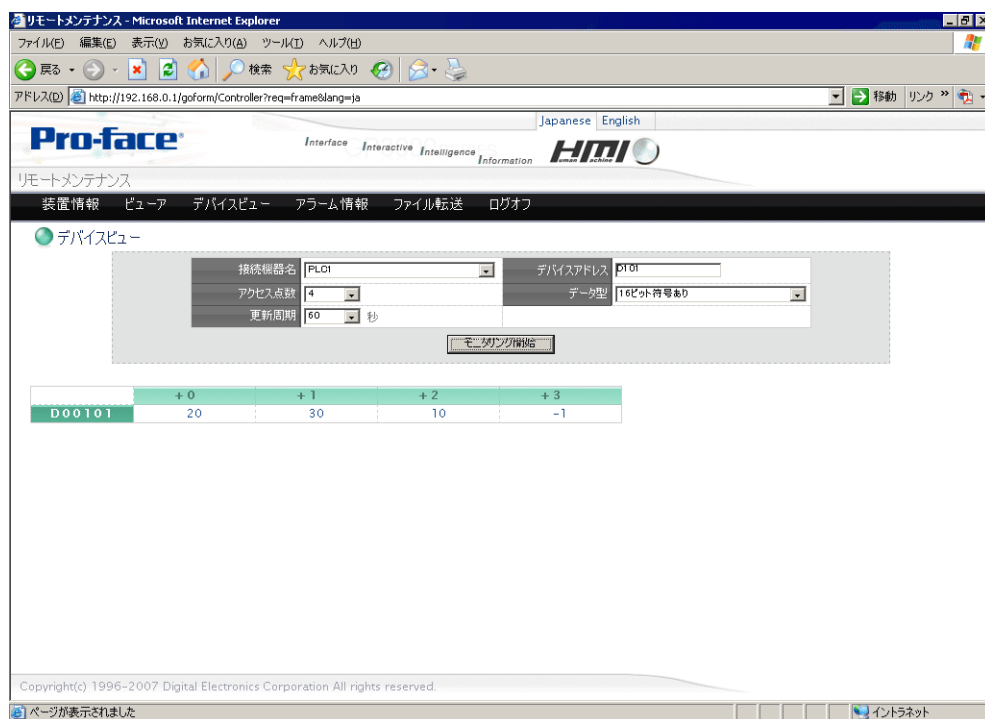 リモートメンテナンス - Microsoft Internet Explorer
ファイル(F) 編集(E) 表示(V) お気に入り(A) ツール(T) ヘルプ(H)
戻る 検索 お気に入り
アドレス(D) http://192.168.0.1/goform/Controller?req=frame&lang=ja 移動 リンク »
Japanese English
Pro-face
Interface Interactive Intelligence Information HMI Human Machine
リモートメンテナンス
装置情報 ビューア デバイスビュー アラーム情報 ファイル転送 ログオフ
デバイスビュー
接続機器名 PLC1 デバイスアドレス D101
アクセス点数 4 データ型 16ビット符号あり
更新周期 60 秒
モニタリング開始
+0 +1 +2 +3
D00101 20 30 10 -1
Copyright(c) 1996-2007 Digital Electronics Corporation All rights reserved.
ページが表示されました イントラネット